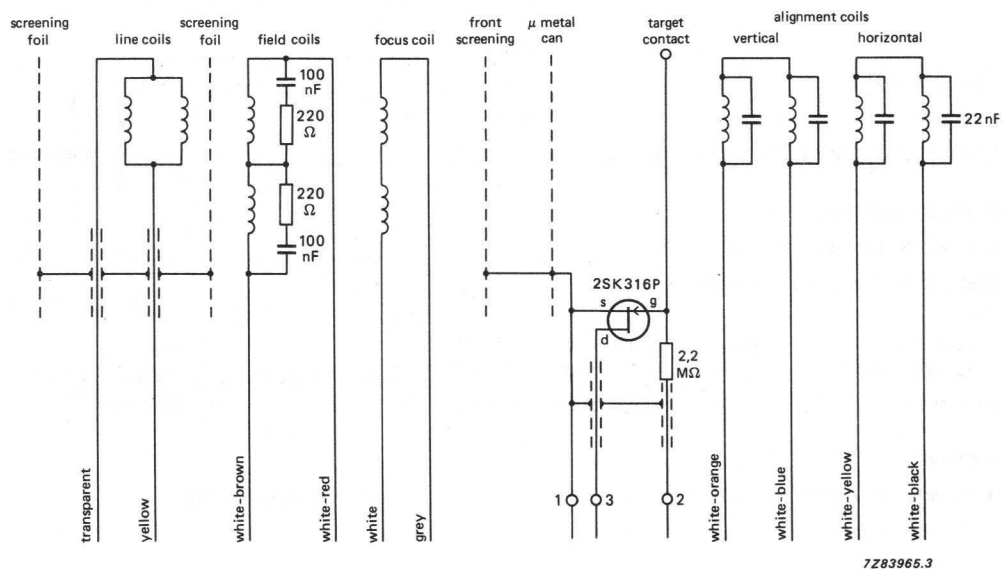 screening
foil
line coils
screening
foil
field coils
focus coil
front
screening
μ metal
can
target
contact
alignment coils
vertical
horizontal
100
nF
220
Ω
220
Ω
100
nF
22 nF
2SK316P
s
g
d
2,2
MΩ
transparent
yellow
white-brown
white-red
white
grey
1
3
2
white-orange
white-blue
white-yellow
white-black
7Z83965.3